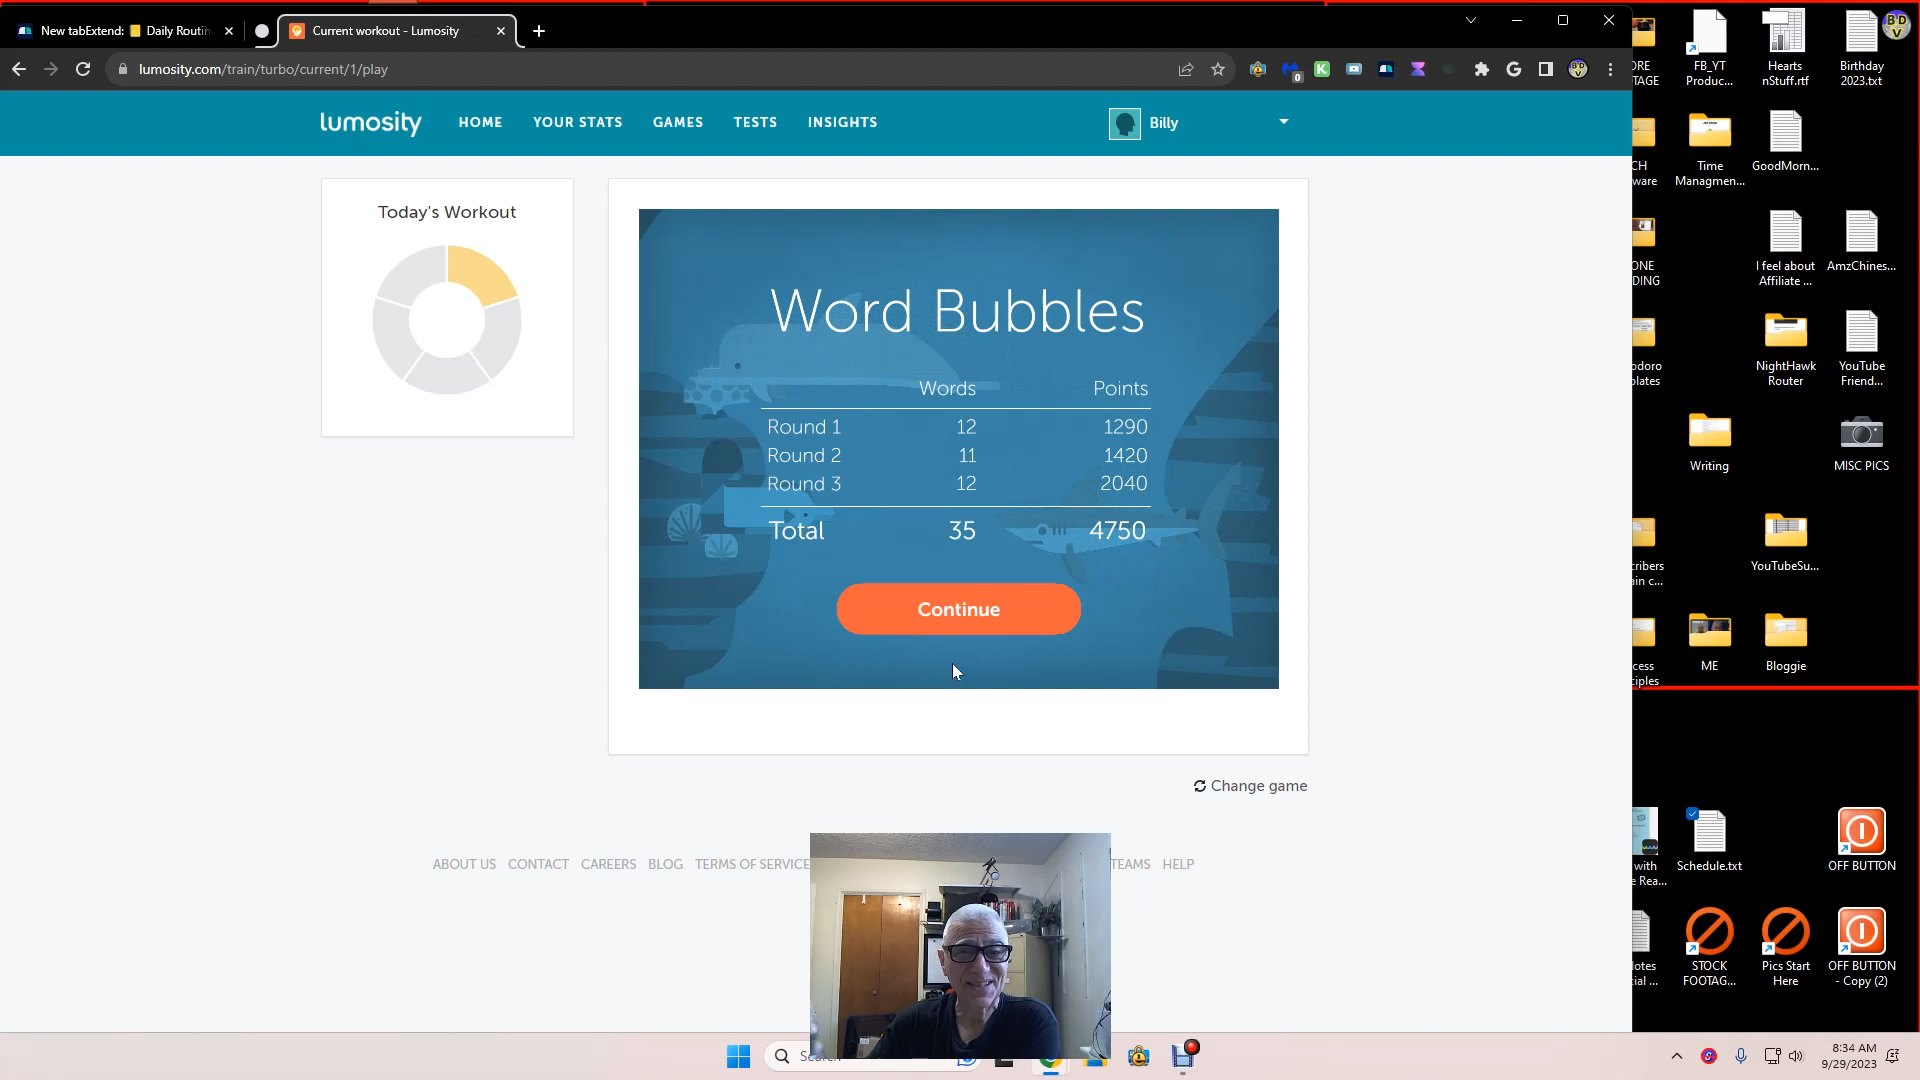 New tabExtend: Daily Routin
Current workout - Lumosity
lumosity.com/train/turbo/current/1/play
0
lumosity
HOME
YOUR STATS
GAMES
TESTS
INSIGHTS
Billy
Today's Workout
Word Bubbles
Words Points
Round 1 12 1290
Round 2 11 1420
Round 3 12 2040
Total 35 4750
Continue
Change game
ABOUT US CONTACT CAREERS BLOG TERMS OF SERVICE
TEAMS HELP
FB_YT
Produc...
Hearts
nStuff.rtf
Birthday
2023.txt
Time
Managmen...
GoodMorn...
I feel about
Affiliate ...
AmzChines...
NightHawk
Router
YouTube
Friend...
Writing
MISC PICS
YouTubeSu...
ME
Bloggie
Schedule.txt
OFF BUTTON
STOCK
FOOTAG...
Pics Start
Here
OFF BUTTON
- Copy (2)
8:34 AM
9/29/2023